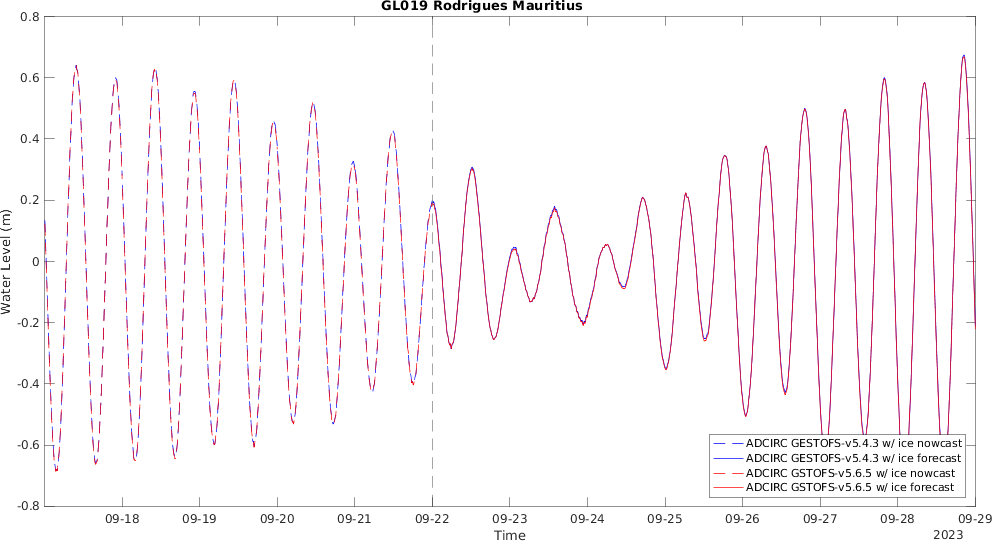 GL019 Rodrigues Mauritius
Water Level (m)
0.8
0.6
0.4
0.2
0
-0.2
-0.4
-0.6
-0.8
ADCIRC GESTOFS-v5.4.3 w/ ice nowcast
ADCIRC GESTOFS-v5.4.3 w/ ice forecast
ADCIRC GSTOFS-v5.6.5 w/ ice nowcast
ADCIRC GSTOFS-v5.6.5 w/ ice forecast
09-18 09-19 09-20 09-21 09-22 09-23 09-24 09-25 09-26 09-27 09-28 09-29
Time
2023